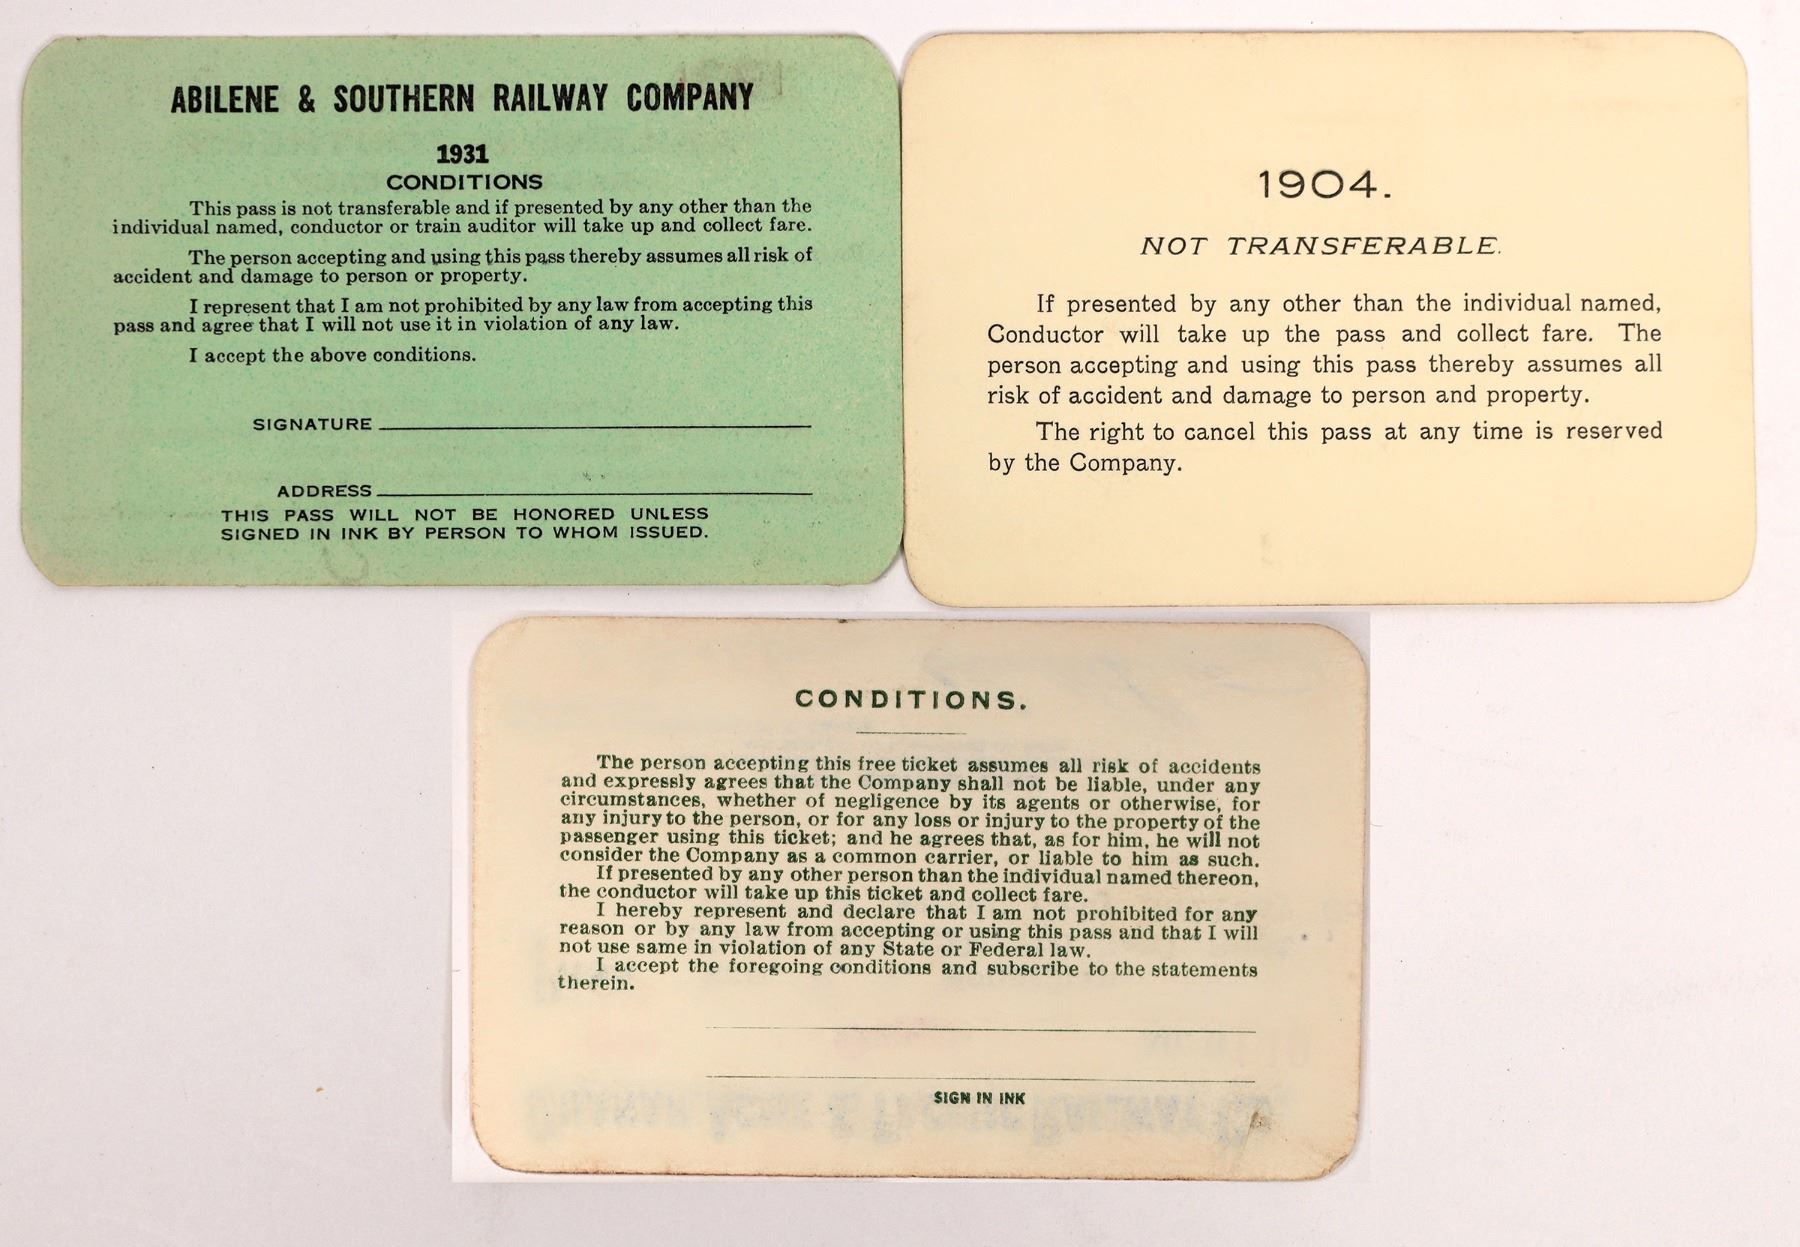 ABILENE & SOUTHERN RAILWAY COMPANY
1931
CONDITIONS
This pass is not transferable and if presented by any other than the
individual named, conductor or train auditor will take up and collect fare.
The person accepting and using this pass thereby assumes all risk of
accident and damage to person or property.
I represent that I am not prohibited by any law from accepting this
pass and agree that I will not use it in violation of any law.
I accept the above conditions.
SIGNATURE
ADDRESS
THIS PASS WILL NOT BE HONORED UNLESS
SIGNED IN INK BY PERSON TO WHOM ISSUED.
1904.
NOT TRANSFERABLE.
If presented by any other than the individual named,
Conductor will take up the pass and collect fare. The
person accepting and using this pass thereby assumes all
risk of accident and damage to person and property.
The right to cancel this pass at any time is reserved
by the Company.
CONDITIONS.
The person accepting this free ticket assumes all risk of accidents
and expressly agrees that the Company shall not be liable, under any
circumstances, whether of negligence by its agents or otherwise, for
any injury to the person, or for any loss or injury to the property of the
passenger using this ticket; and he agrees that, as for him, he will not
consider the Company as a common carrier, or liable to him as such.
If presented by any other person than the individual named thereon,
the conductor will take up this ticket and collect fare.
I hereby represent and declare that I am not prohibited for any
reason or by any law from accepting or using this pass and that I will
not use same in violation of any State or Federal law.
I accept the foregoing conditions and subscribe to the statements
therein.
SIGN IN INK